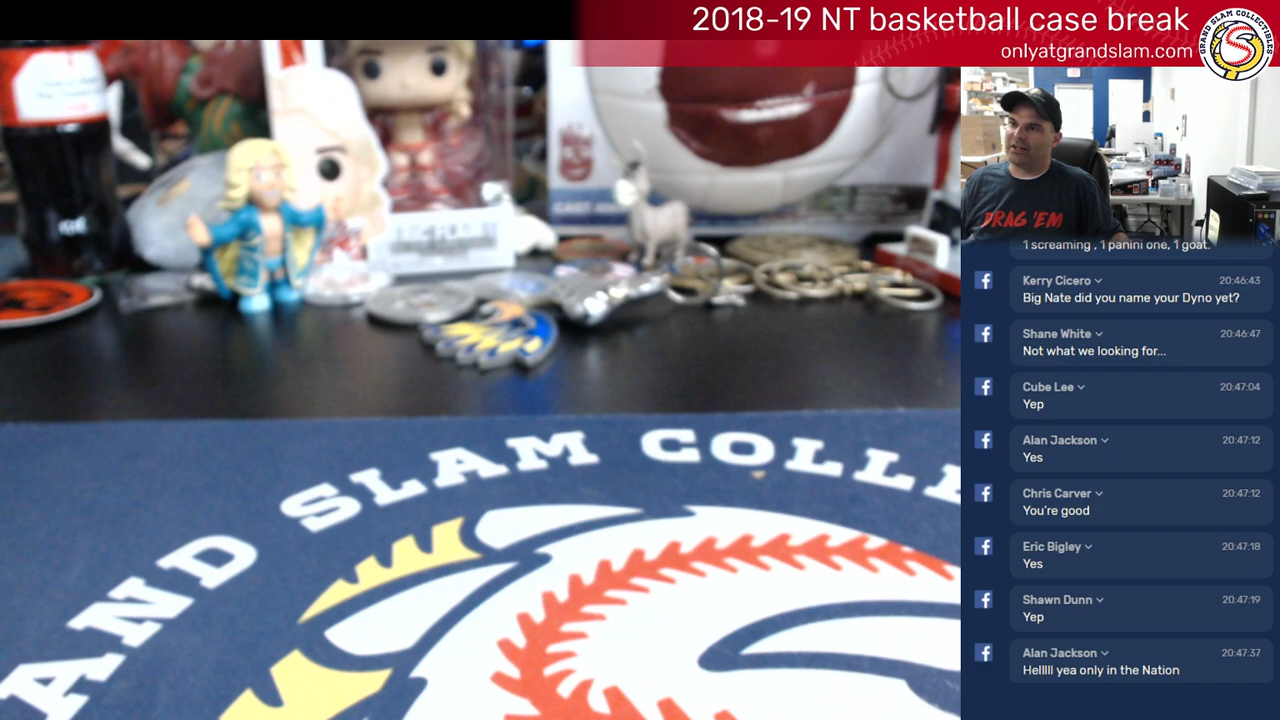 2018-19 NT basketball case break
onlyatgrandslam.com
GRAND SLAM COLLECTIBLES
DRAG 'EM
1 screaming , 1 panini one, 1 goat.
Kerry Cicero 20:46:43
Big Nate did you name your Dyno yet?
Shane White 20:46:47
Not what we looking for...
Cube Lee 20:47:04
Yep
Alan Jackson 20:47:12
Yes
Chris Carver 20:47:12
You're good
Eric Bigley 20:47:18
Yes
Shawn Dunn 20:47:19
Yep
Alan Jackson 20:47:37
Helllll yea only in the Nation
AND SLAM COLLE